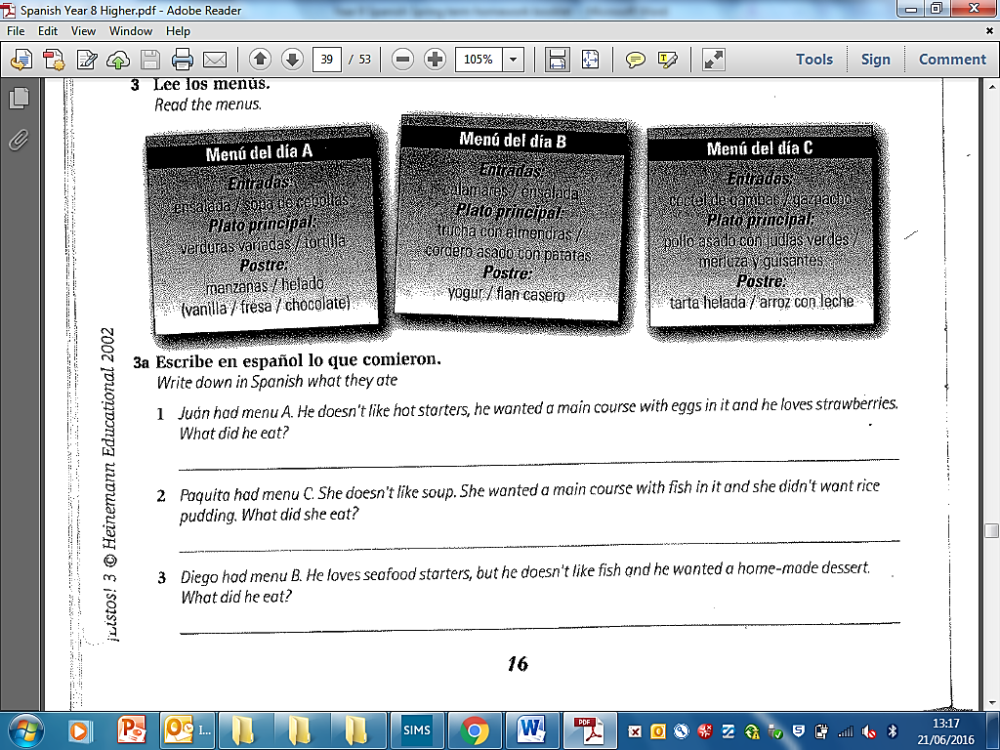 Spanish Year 8 Higher.pdf - Adobe Reader
File Edit View Window Help
39 / 53 105% Tools Sign Comment
3 Lee los menús.
Read the menus.
Menú del día A
Entradas:
ensalada / sopa de cebollas
Plato principal:
verduras variadas / tortilla
Postre:
manzanas / helado
(vanilla / fresa / chocolate)
Menú del día B
Entradas:
calamares / ensalada
Plato principal:
trucha con almendras /
cordero asado con patatas
Postre:
yogur / flan casero
Menú del día C
Entradas:
cóctel de gambas / gazpacho
Plato principal:
pollo asado con judías verdes /
merluza y guisantes
Postre:
tarta helada / arroz con leche
3a Escribe en español lo que comieron.
Write down in Spanish what they ate
1 Juán had menu A. He doesn't like hot starters, he wanted a main course with eggs in it and he loves strawberries.
What did he eat?
2 Paquita had menu C. She doesn't like soup. She wanted a main course with fish in it and she didn't want rice
pudding. What did she eat?
3 Diego had menu B. He loves seafood starters, but he doesn't like fish and he wanted a home-made dessert.
What did he eat?
¡Listos! 3 © Heinemann Educational 2002
16
I...
SIMS
PDF
13:17
21/06/2016